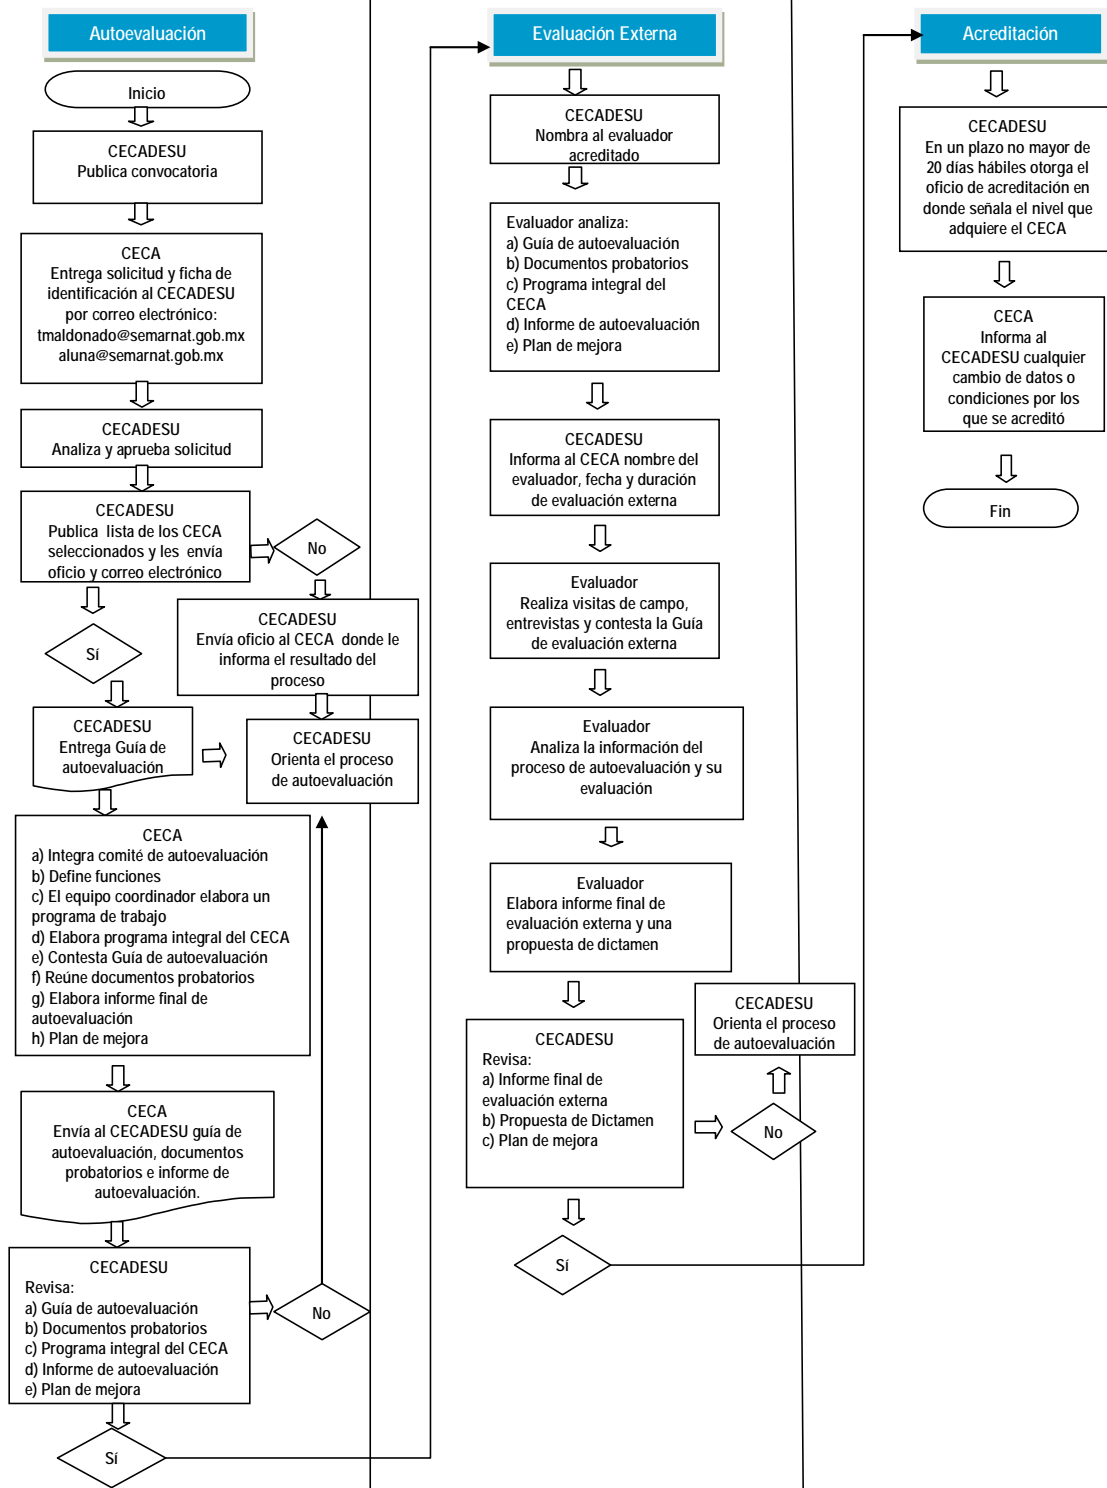 Autoevaluación
Inicio
CECADESU
Publica convocatoria
CECA
Entrega solicitud y ficha de
identificación al CECADESU
por correo electrónico:
tmaldonado@semarnat.gob.mx
aluna@semarnat.gob.mx
CECADESU
Analiza y aprueba solicitud
CECADESU
Publica lista de los CECA
seleccionados y les envía
oficio y correo electrónico
No
CECADESU
Envía oficio al CECA donde le
informa el resultado del
proceso
Sí
CECADESU
Entrega Guía de
autoevaluación
CECADESU
Orienta el proceso
de autoevaluación
CECA
a) Integra comité de autoevaluación
b) Define funciones
c) El equipo coordinador elabora un
programa de trabajo
d) Elabora programa integral del CECA
e) Contesta Guía de autoevaluación
f) Reúne documentos probatorios
g) Elabora informe final de
autoevaluación
h) Plan de mejora
CECA
Envía al CECADESU guía de
autoevaluación, documentos
probatorios e informe de
autoevaluación.
CECADESU
Revisa:
a) Guía de autoevaluación
b) Documentos probatorios
c) Programa integral del CECA
d) Informe de autoevaluación
e) Plan de mejora
No
Sí
Evaluación Externa
CECADESU
Nombra al evaluador
acreditado
Evaluador analiza:
a) Guía de autoevaluación
b) Documentos probatorios
c) Programa integral del
CECA
d) Informe de autoevaluación
e) Plan de mejora
CECADESU
Informa al CECA nombre del
evaluador, fecha y duración
de evaluación externa
Evaluador
Realiza visitas de campo,
entrevistas y contesta la Guía
de evaluación externa
Evaluador
Analiza la información del
proceso de autoevaluación y su
evaluación
Evaluador
Elabora informe final de
evaluación externa y una
propuesta de dictamen
CECADESU
Revisa:
a) Informe final de
evaluación externa
b) Propuesta de Dictamen
c) Plan de mejora
No
CECADESU
Orienta el proceso
de autoevaluación
Sí
Acreditación
CECADESU
En un plazo no mayor de
20 días hábiles otorga el
oficio de acreditación en
donde señala el nivel que
adquiere el CECA
CECA
Informa al
CECADESU cualquier
cambio de datos o
condiciones por los
que se acreditó
Fin